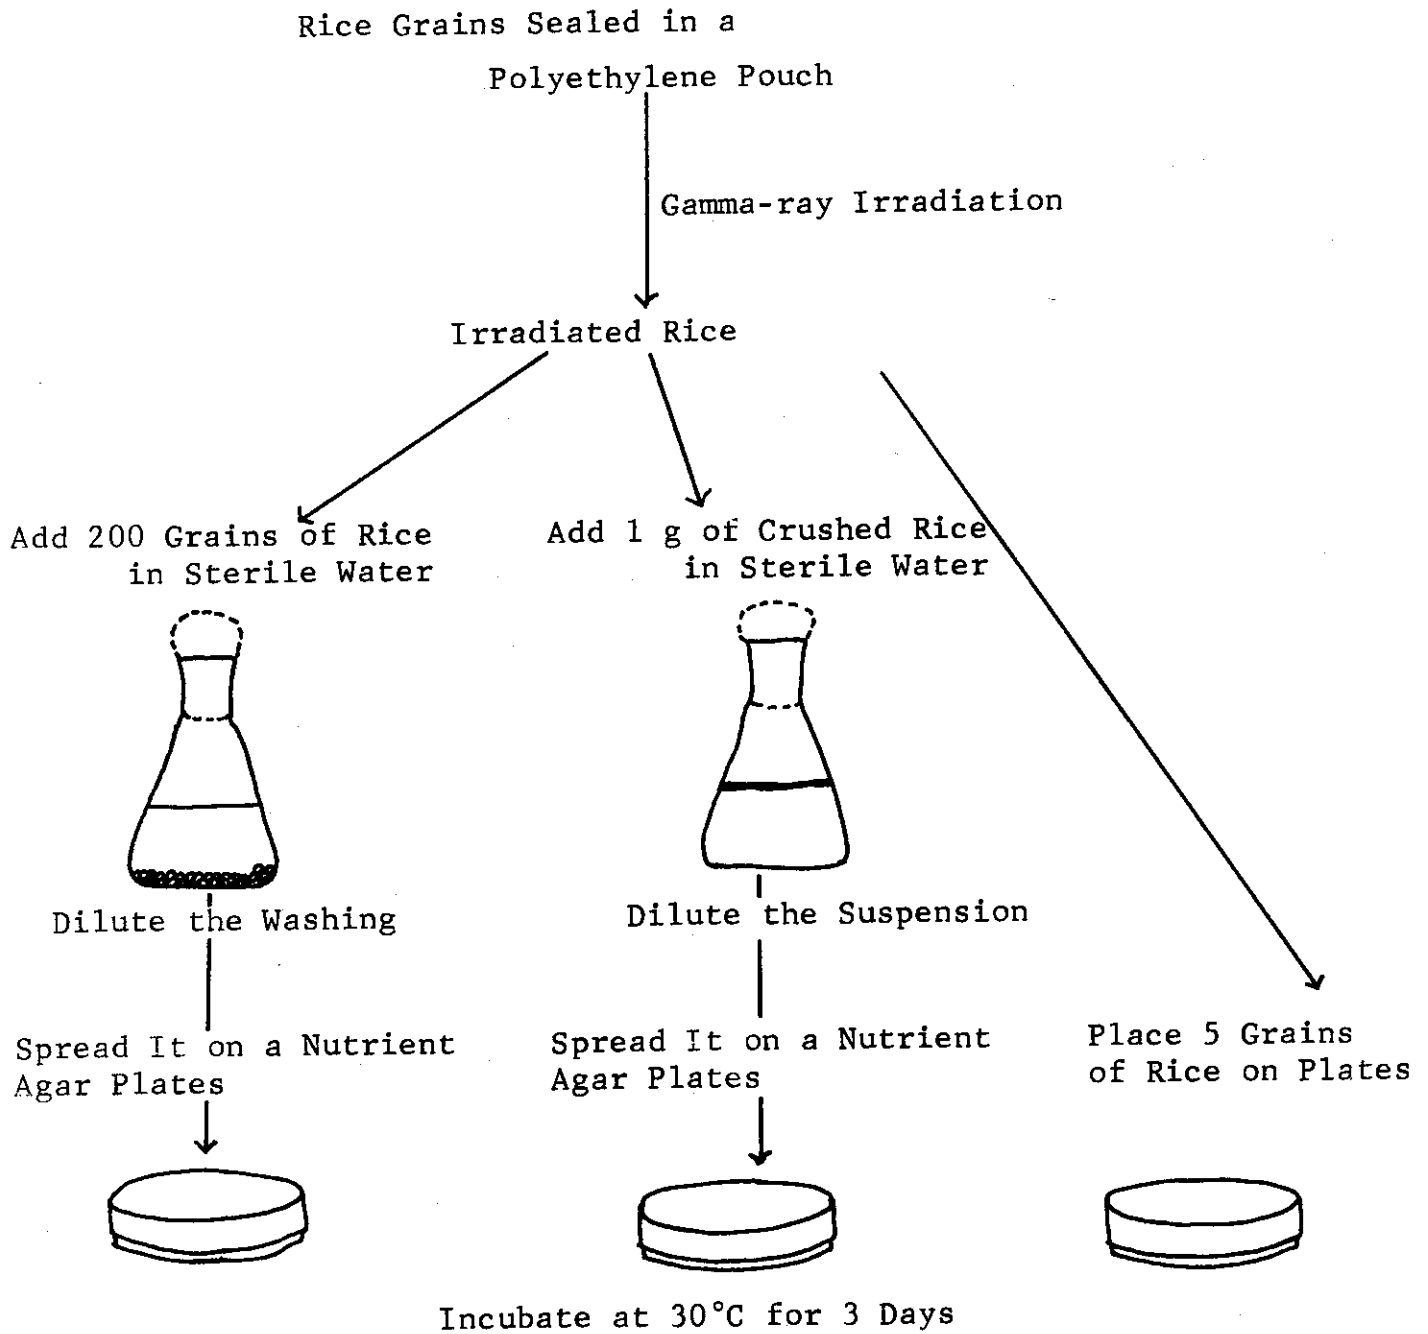 Rice Grains Sealed in a
Polyethylene Pouch
Gamma-ray Irradiation
Irradiated Rice
Add 200 Grains of Rice
in Sterile Water
Add 1 g of Crushed Rice
in Sterile Water
Dilute the Washing
Dilute the Suspension
Spread It on a Nutrient
Agar Plates
Spread It on a Nutrient
Agar Plates
Place 5 Grains
of Rice on Plates
Incubate at 30°C for 3 Days